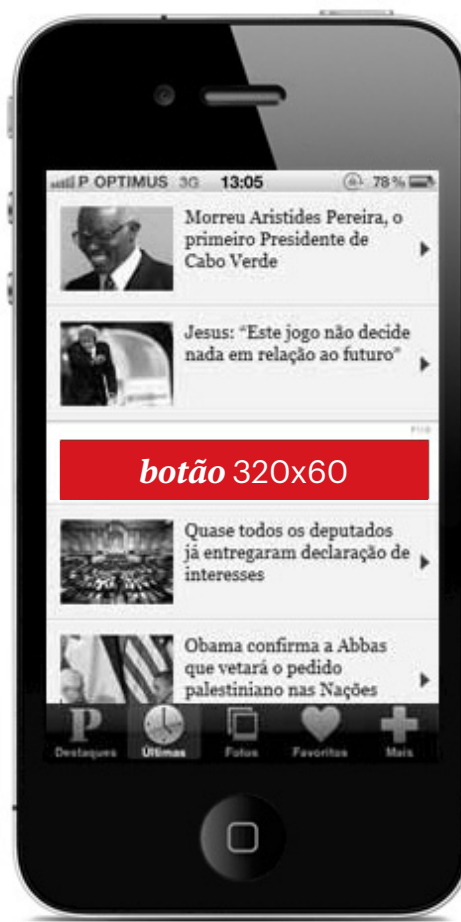 P OPTIMUS 3G 13:05 78 %
Morreu Aristides Pereira, o
primeiro Presidente de
Cabo Verde
Jesus: “Este jogo não decide
nada em relação ao futuro”
PUB
botão 320x60
Quase todos os deputados
já entregaram declaração de
interesses
Obama confirma a Abbas
que vetará o pedido
palestiniano nas Nações
P
Destaques Últimas Fotos Favoritos Mais